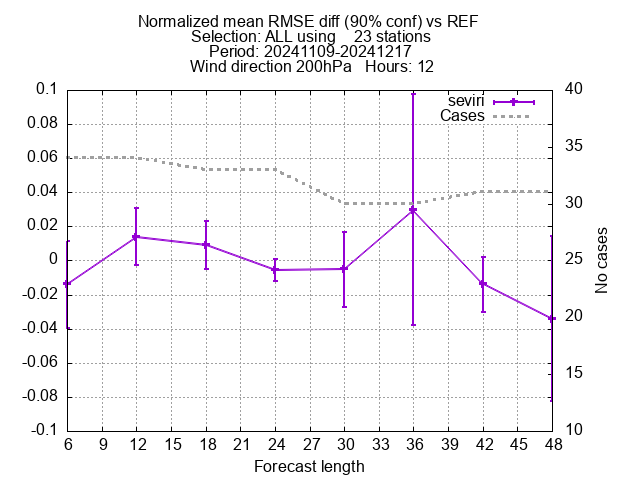 Normalized mean RMSE diff (90% conf) vs REF
Selection: ALL using    23 stations
Period: 20241109-20241217
Wind direction 200hPa   Hours: 12
seviri
Cases
0.1
0.08
0.06
0.04
0.02
0
-0.02
-0.04
-0.06
-0.08
-0.1
40
35
30
25
20
15
10
No cases
6 9 12 15 18 21 24 27 30 33 36 39 42 45 48
Forecast length